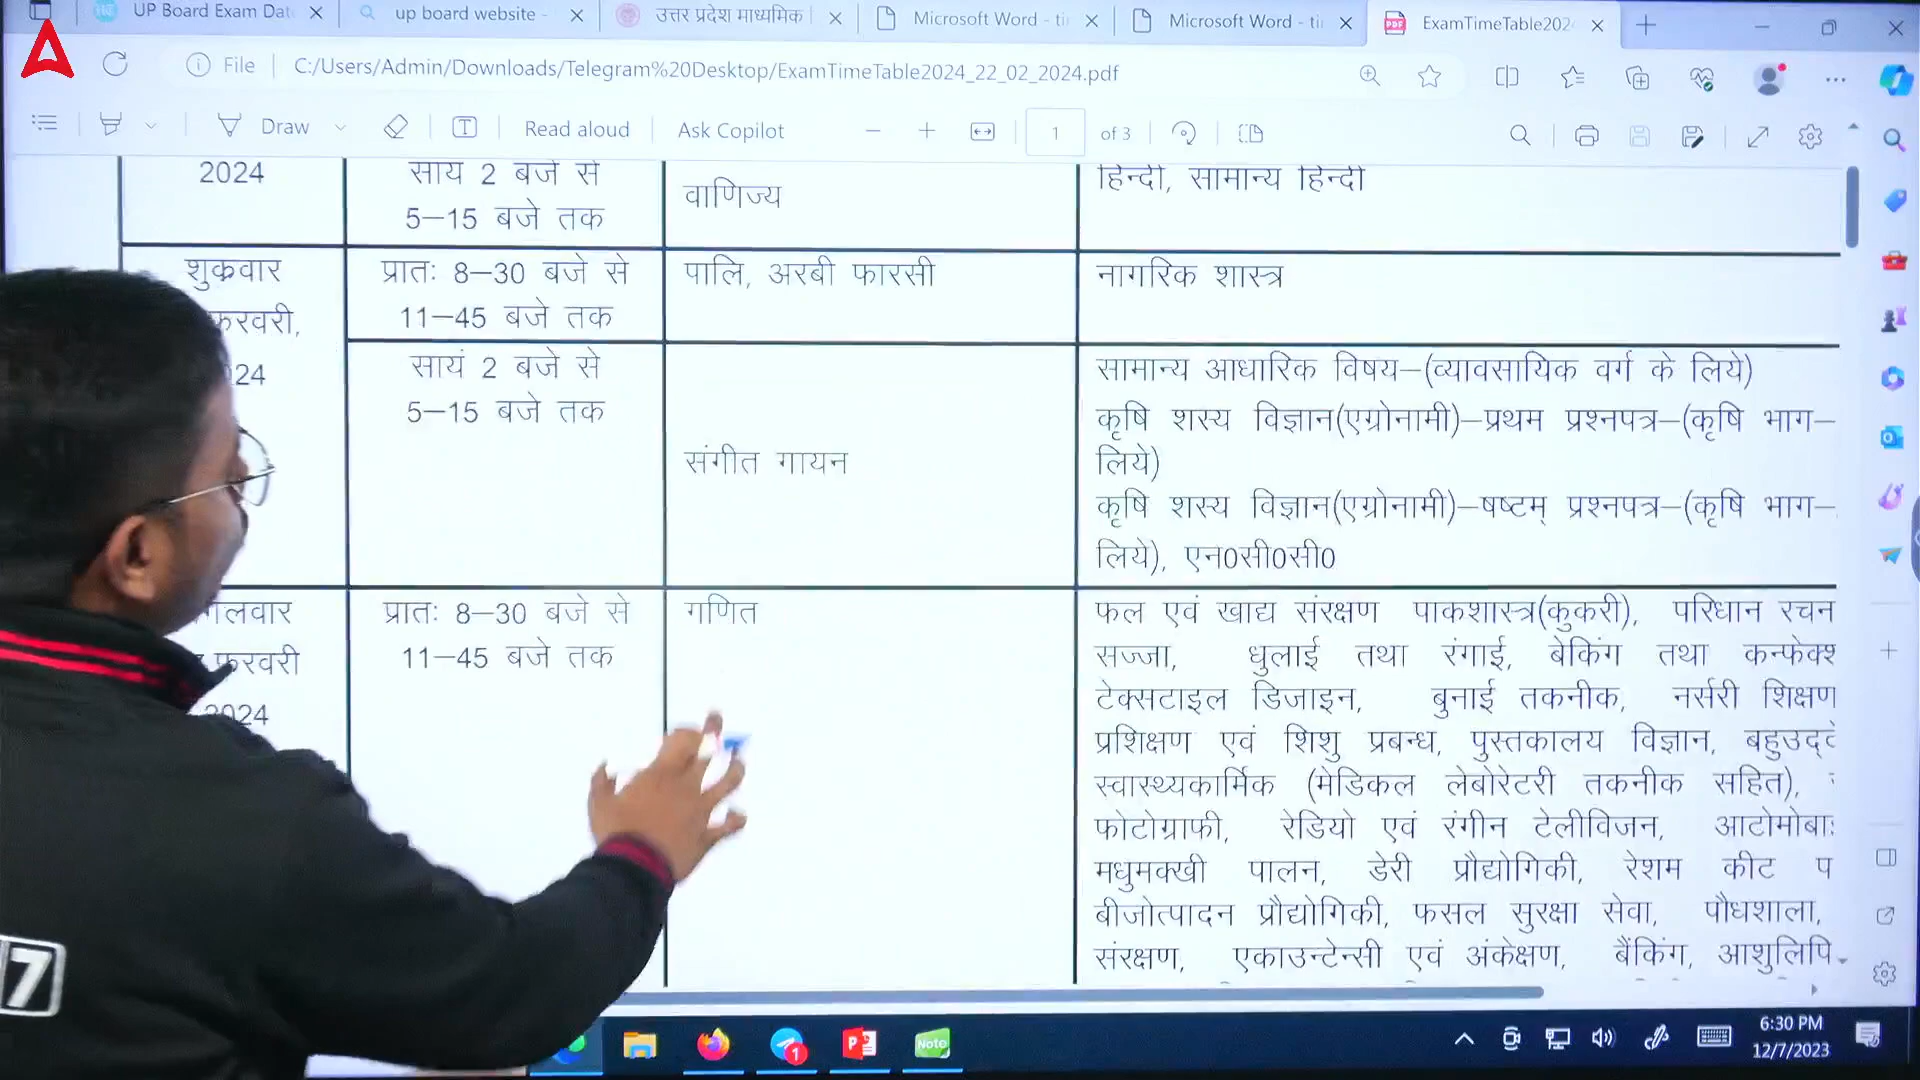 UP Board Exam Dat
up board website -
उत्तर प्रदेश माध्यमिक
Microsoft Word - ti
Microsoft Word - ti
ExamTimeTable202
File
C:/Users/Admin/Downloads/Telegram%20Desktop/ExamTimeTable2024_22_02_2024.pdf
Draw
Read aloud
Ask Copilot
1
of 3
2024
सायं 2 बजे से
5–15 बजे तक
वाणिज्य
हिन्दी, सामान्य हिन्दी
शुक्रवार
फरवरी,
24
प्रातः 8–30 बजे से
11–45 बजे तक
पालि, अरबी फारसी
नागरिक शास्त्र
सायं 2 बजे से
5–15 बजे तक
संगीत गायन
सामान्य आधारिक विषय–(व्यावसायिक वर्ग के लिये)
कृषि शस्य विज्ञान(एग्रोनामी)–प्रथम प्रश्नपत्र–(कृषि भाग–
लिये)
कृषि शस्य विज्ञान(एग्रोनामी)–षष्टम् प्रश्नपत्र–(कृषि भाग–
लिये), एन0सी0सी0
गलवार
फरवरी
2024
प्रातः 8–30 बजे से
11–45 बजे तक
गणित
फल एवं खाद्य संरक्षण पाकशास्त्र(कुकरी), परिधान रचन
सज्जा, धुलाई तथा रंगाई, बेकिंग तथा कन्फेक्श
टेक्सटाइल डिजाइन, बुनाई तकनीक, नर्सरी शिक्षण
प्रशिक्षण एवं शिशु प्रबन्ध, पुस्तकालय विज्ञान, बहुउद्दे
स्वास्थ्यकार्मिक (मेडिकल लेबोरेटरी तकनीक सहित),
फोटोग्राफी, रेडियो एवं रंगीन टेलीविजन, आटोमोबा
मधुमक्खी पालन, डेरी प्रौद्योगिकी, रेशम कीट प
बीजोत्पादन प्रौद्योगिकी, फसल सुरक्षा सेवा, पौधशाला,
संरक्षण, एकाउन्टेन्सी एवं अंकेक्षण, बैंकिंग, आशुलिपि
7
1
Note
6:30 PM
12/7/2023